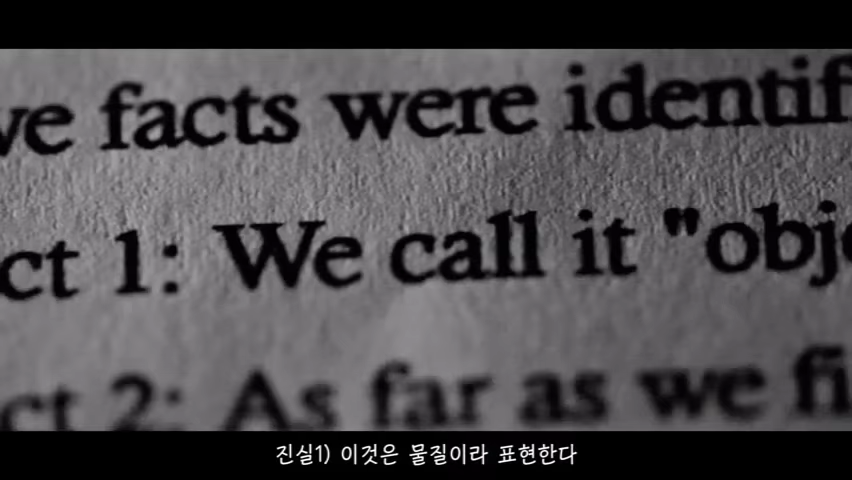 ve facts were identif
ct 1: We call it "obj
ct 2: As far as we fi
진실1) 이것은 물질이라 표현한다